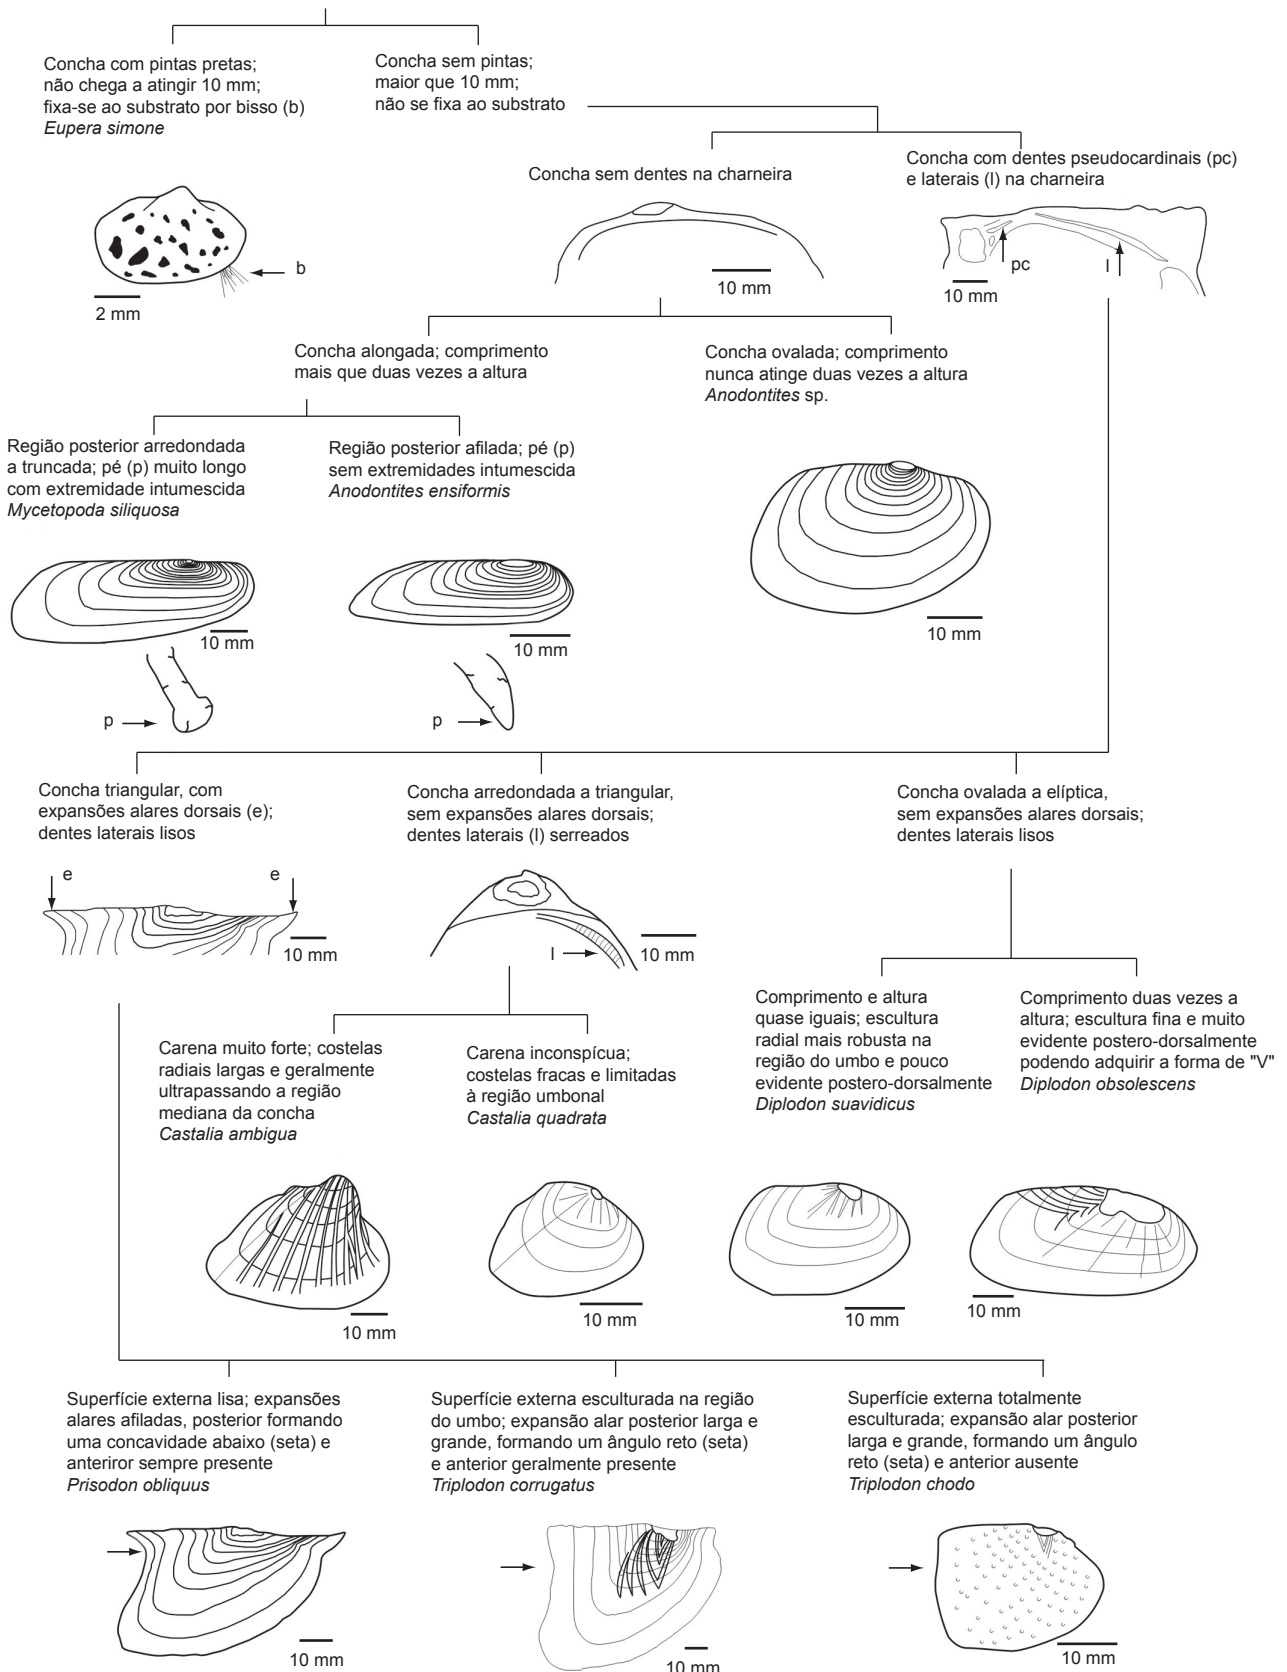 Concha com pintas pretas;
não chega a atingir 10 mm;
fixa-se ao substrato por bisso (b)
Eupera simone
Concha sem pintas;
maior que 10 mm;
não se fixa ao substrato
Concha sem dentes na charneira
Concha com dentes pseudocardinais (pc)
e laterais (l) na charneira
b
2 mm
10 mm
pc
l
10 mm
Concha alongada; comprimento
mais que duas vezes a altura
Concha ovalada; comprimento
nunca atinge duas vezes a altura
Anodontites sp.
Região posterior arredondada
a truncada; pé (p) muito longo
com extremidade intumescida
Mycetopoda siliquosa
Região posterior afilada; pé (p)
sem extremidades intumescida
Anodontites ensiformis
10 mm
10 mm
10 mm
p
p
Concha triangular, com
expansões alares dorsais (e);
dentes laterais lisos
Concha arredondada a triangular,
sem expansões alares dorsais;
dentes laterais (l) serreados
Concha ovalada a elíptica,
sem expansões alares dorsais;
dentes laterais lisos
e
e
10 mm
l
10 mm
Carena muito forte; costelas
radiais largas e geralmente
ultrapassando a região
mediana da concha
Castalia ambigua
Carena inconspícua;
costelas fracas e limitadas
à região umbonal
Castalia quadrata
Comprimento e altura
quase iguais; escultura
radial mais robusta na
região do umbo e pouco
evidente postero-dorsalmente
Diplodon suavidicus
Comprimento duas vezes a
altura; escultura fina e muito
evidente postero-dorsalmente
podendo adquirir a forma de "V"
Diplodon obsolescens
10 mm
10 mm
10 mm
10 mm
Superfície externa lisa; expansões
alares afiladas, posterior formando
uma concavidade abaixo (seta) e
anteriror sempre presente
Prisodon obliquus
Superfície externa esculturada na região
do umbo; expansão alar posterior larga e
grande, formando um ângulo reto (seta)
e anterior geralmente presente
Triplodon corrugatus
Superfície externa totalmente
esculturada; expansão alar posterior
larga e grande, formando um ângulo
reto (seta) e anterior ausente
Triplodon chodo
10 mm
10 mm
10 mm